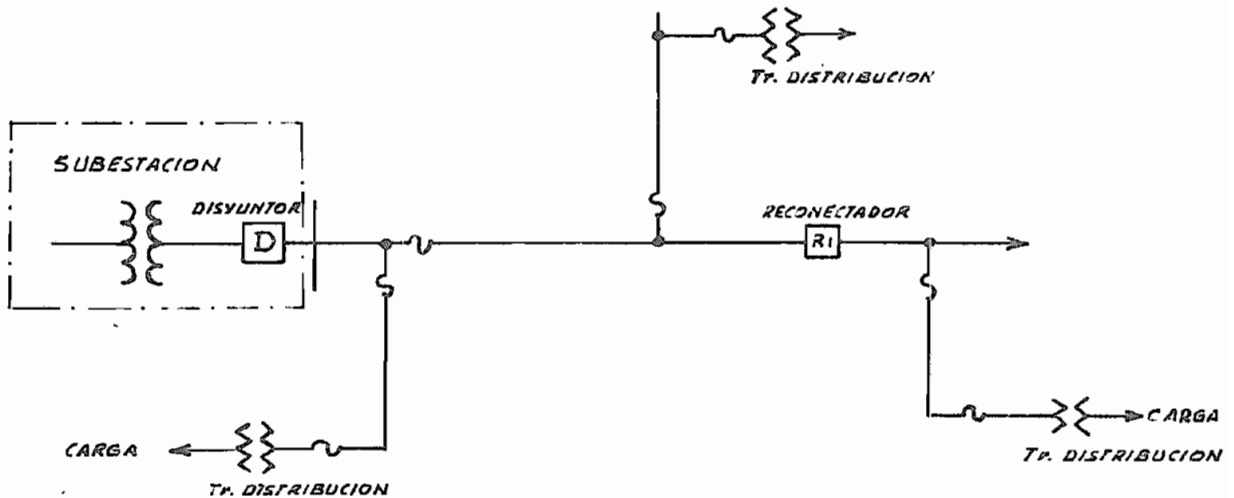 Tr. DISTRIBUCION
SUBESTACION
DISYUNTOR
D
RECONECTADOR
R1
CARGA
Tr. DISTRIBUCION
CARGA
Tr. DISTRIBUCION